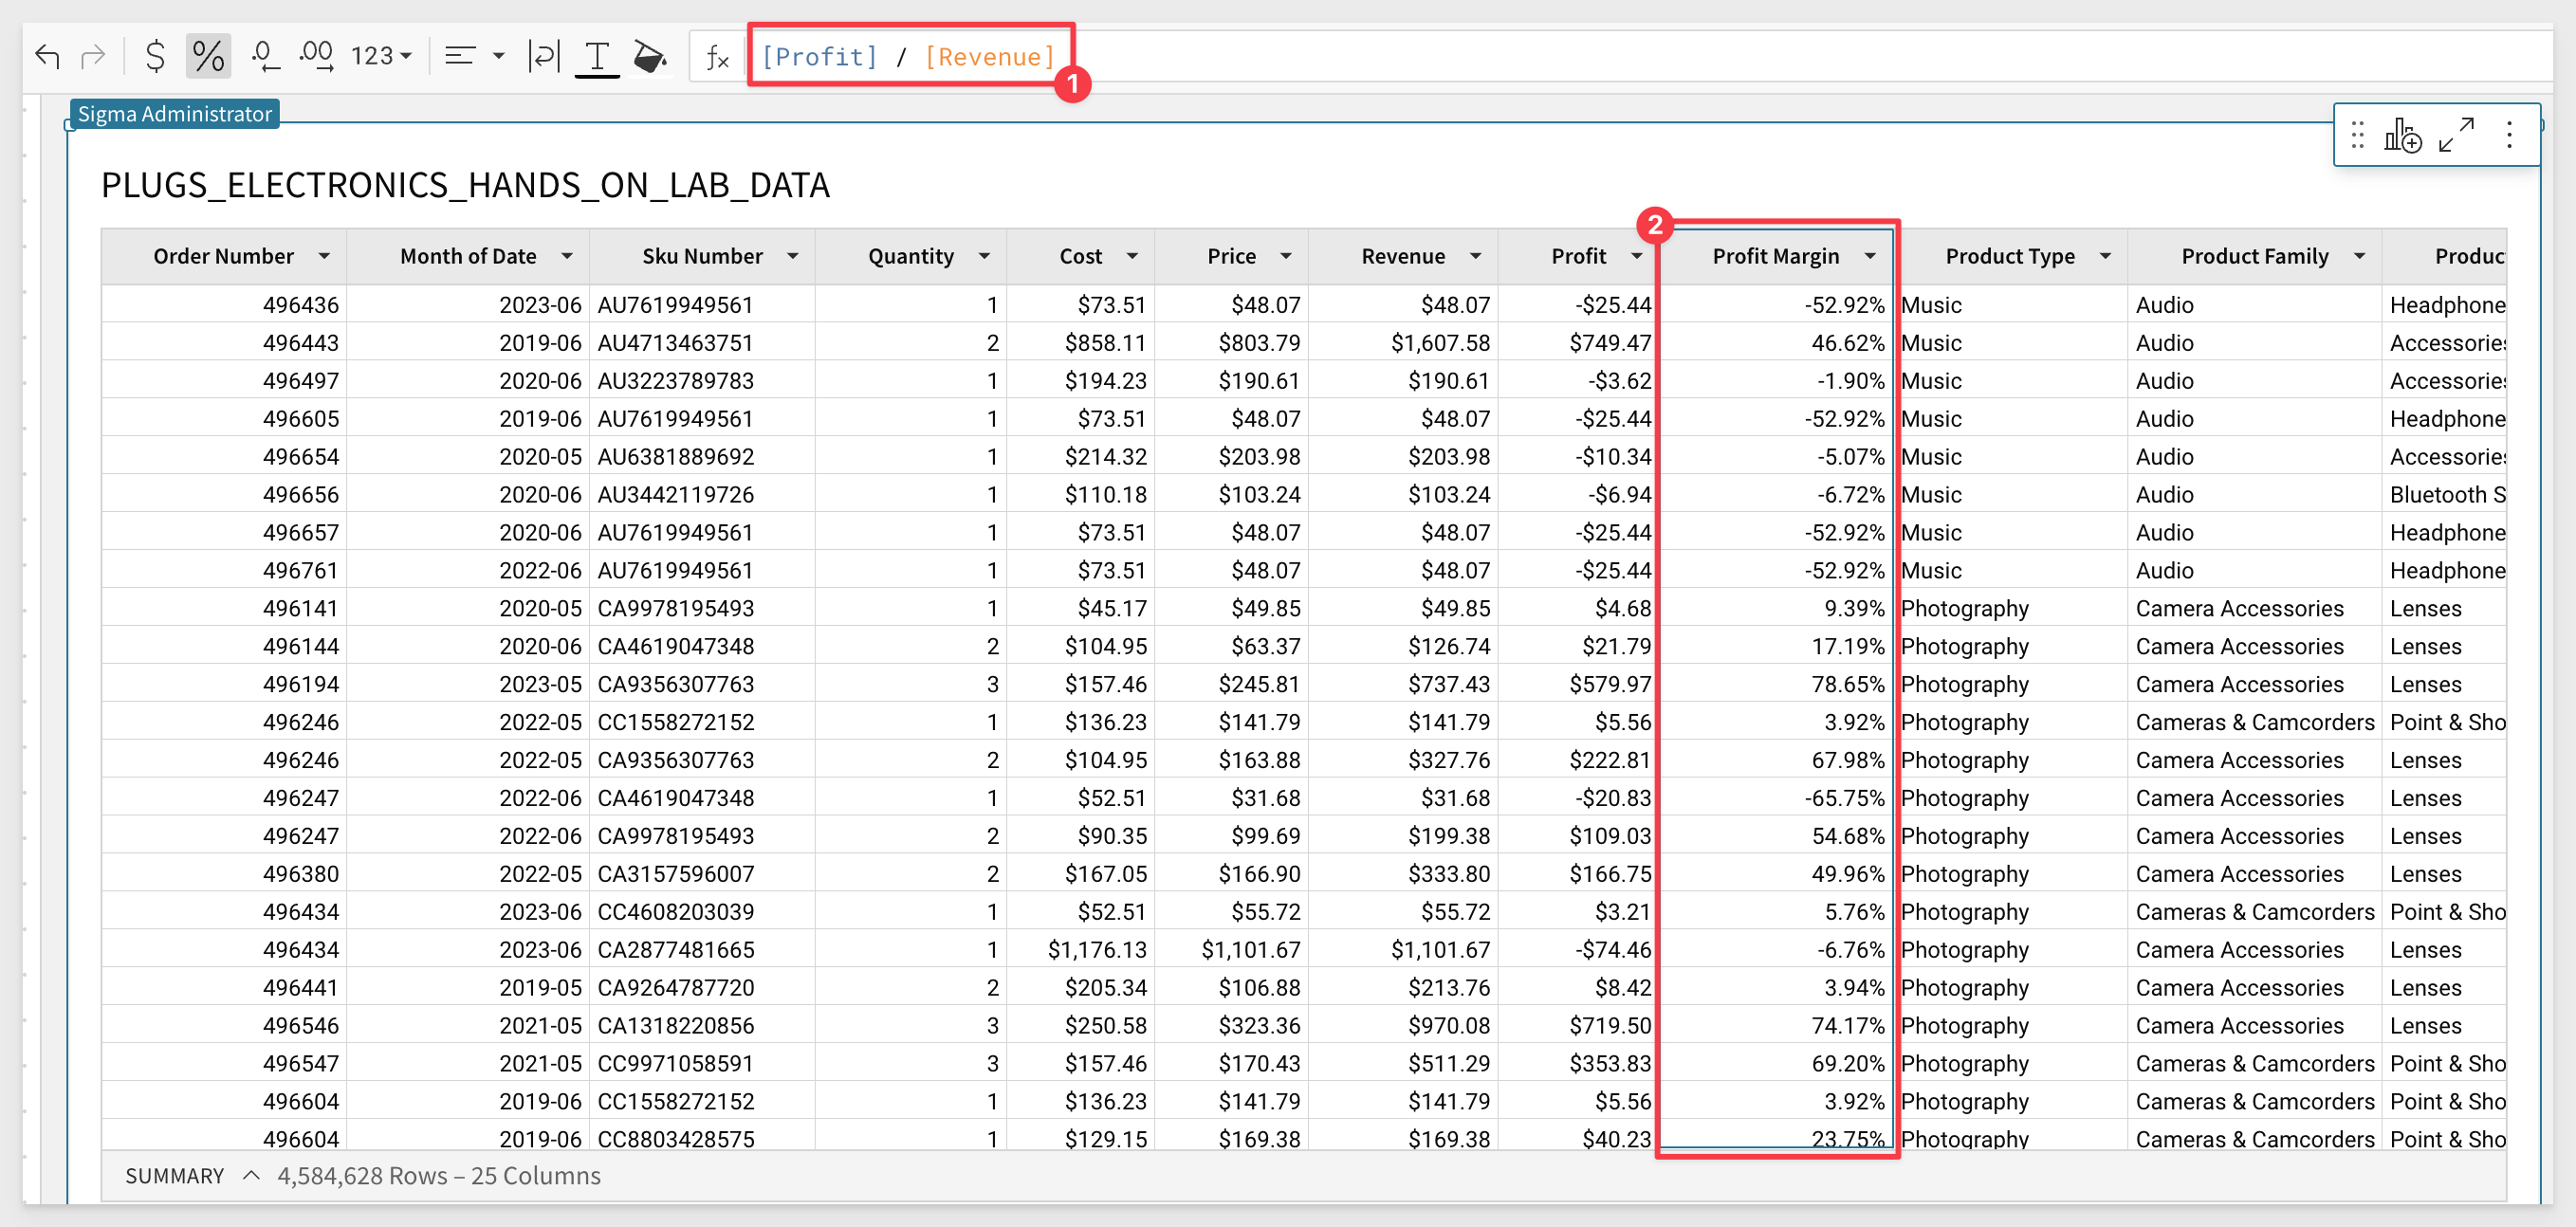 $ % .0 .00 123 T fx [Profit] / [Revenue]
1
Sigma Administrator
PLUGS_ELECTRONICS_HANDS_ON_LAB_DATA
2
Order Number Month of Date Sku Number Quantity Cost Price Revenue Profit Profit Margin Product Type Product Family Produc
496436 2023-06 AU7619949561 1 $73.51 $48.07 $48.07 -$25.44 -52.92% Music Audio Headphone
496443 2019-06 AU4713463751 2 $858.11 $803.79 $1,607.58 $749.47 46.62% Music Audio Accessories
496497 2020-06 AU3223789783 1 $194.23 $190.61 $190.61 -$3.62 -1.90% Music Audio Accessories
496605 2019-06 AU7619949561 1 $73.51 $48.07 $48.07 -$25.44 -52.92% Music Audio Headphone
496654 2020-05 AU6381889692 1 $214.32 $203.98 $203.98 -$10.34 -5.07% Music Audio Accessories
496656 2020-06 AU3442119726 1 $110.18 $103.24 $103.24 -$6.94 -6.72% Music Audio Bluetooth S
496657 2020-06 AU7619949561 1 $73.51 $48.07 $48.07 -$25.44 -52.92% Music Audio Headphone
496761 2022-06 AU7619949561 1 $73.51 $48.07 $48.07 -$25.44 -52.92% Music Audio Headphone
496141 2020-05 CA9978195493 1 $45.17 $49.85 $49.85 $4.68 9.39% Photography Camera Accessories Lenses
496144 2020-06 CA4619047348 2 $104.95 $63.37 $126.74 $21.79 17.19% Photography Camera Accessories Lenses
496194 2023-05 CA9356307763 3 $157.46 $245.81 $737.43 $579.97 78.65% Photography Camera Accessories Lenses
496246 2022-05 CC1558272152 1 $136.23 $141.79 $141.79 $5.56 3.92% Photography Cameras & Camcorders Point & Sho
496246 2022-05 CA9356307763 2 $104.95 $163.88 $327.76 $222.81 67.98% Photography Camera Accessories Lenses
496247 2022-06 CA4619047348 1 $52.51 $31.68 $31.68 -$20.83 -65.75% Photography Camera Accessories Lenses
496247 2022-06 CA9978195493 2 $90.35 $99.69 $199.38 $109.03 54.68% Photography Camera Accessories Lenses
496380 2022-05 CA3157596007 2 $167.05 $166.90 $333.80 $166.75 49.96% Photography Camera Accessories Lenses
496434 2023-06 CC4608203039 1 $52.51 $55.72 $55.72 $3.21 5.76% Photography Cameras & Camcorders Point & Sho
496434 2023-06 CA2877481665 1 $1,176.13 $1,101.67 $1,101.67 -$74.46 -6.76% Photography Camera Accessories Lenses
496441 2019-05 CA9264787720 2 $205.34 $106.88 $213.76 $8.42 3.94% Photography Camera Accessories Lenses
496546 2021-05 CA1318220856 3 $250.58 $323.36 $970.08 $719.50 74.17% Photography Camera Accessories Lenses
496547 2021-05 CC9971058591 3 $157.46 $170.43 $511.29 $353.83 69.20% Photography Cameras & Camcorders Point & Sho
496604 2019-06 CC1558272152 1 $136.23 $141.79 $141.79 $5.56 3.92% Photography Cameras & Camcorders Point & Sho
496604 2019-06 CC8803428575 1 $129.15 $169.38 $169.38 $40.23 23.75% Photography Cameras & Camcorders Point & Sho
SUMMARY 4,584,628 Rows – 25 Columns